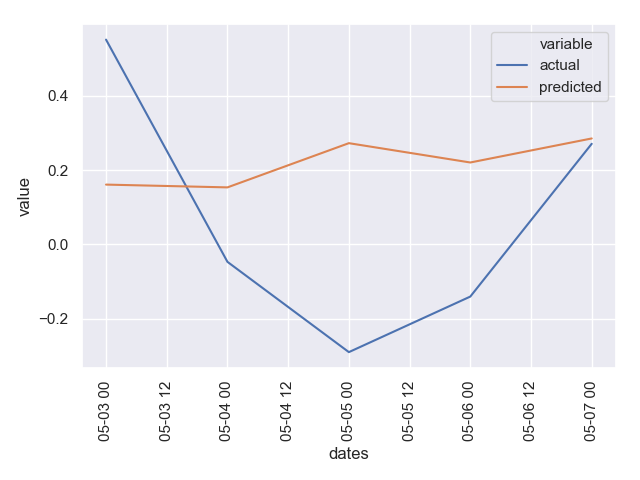 variable
actual
predicted
value
0.4
0.2
0.0
−0.2
05-03 00
05-03 12
05-04 00
05-04 12
05-05 00
05-05 12
05-06 00
05-06 12
05-07 00
dates